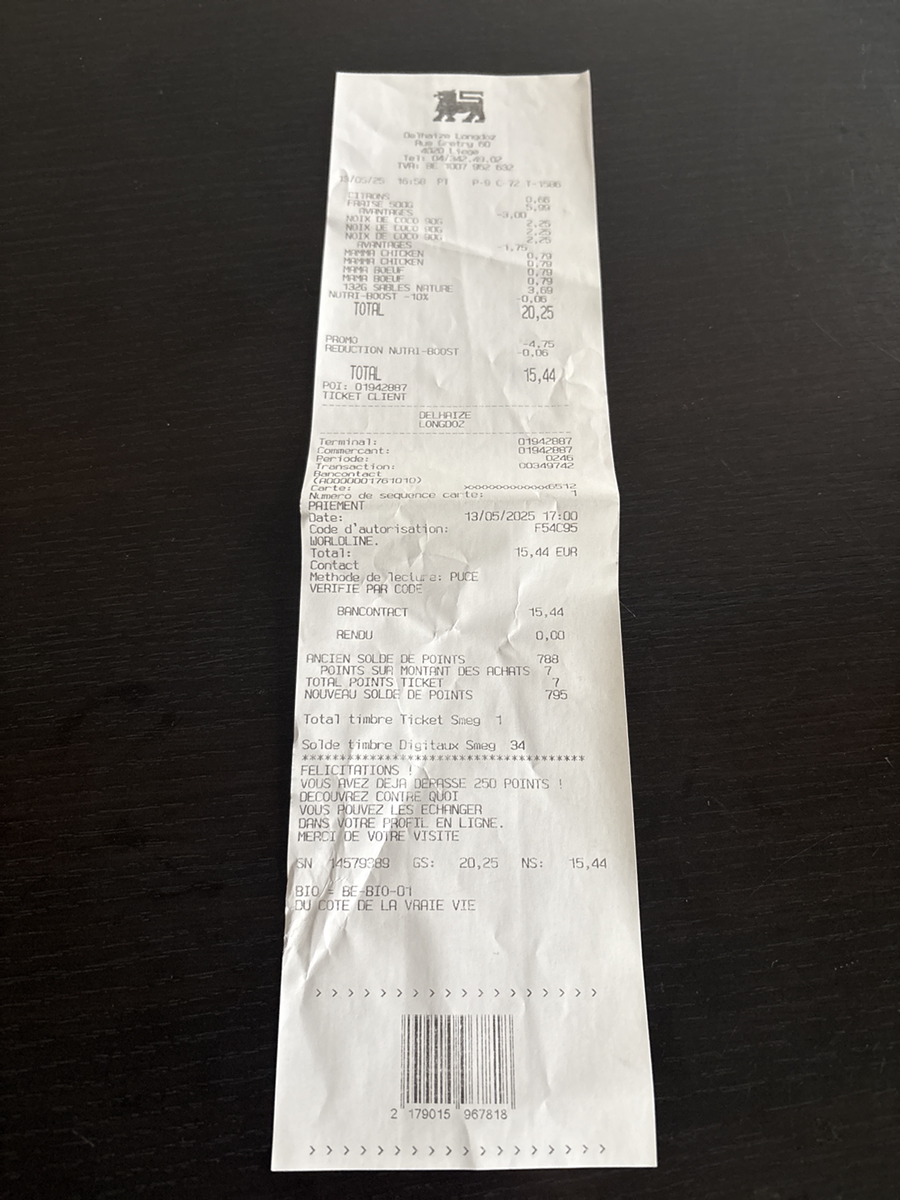 Delhaize Longdoz
Rue Gretry 60
4020 Liege
Tel: 04/342.49.02
TVA: BE 1007 952 632
13/05/25 16:58 PT P-9 C-72 T-1586
CITRONS 0,66
FRAISE 500G 5,99
AVANTAGES -3,00
NOIX DE COCO 90G 2,25
NOIX DE COCO 90G 2,25
NOIX DE COCO 90G 2,25
AVANTAGES -1,75
MAMMA CHICKEN 0,79
MAMMA CHICKEN 0,79
MAMA BOEUF 0,79
MAMA BOEUF 0,79
132G SABLES NATURE 3,69
NUTRI-BOOST -10% -0,06
TOTAL 20,25
PROMO -4,75
REDUCTION NUTRI-BOOST -0,06
TOTAL 15,44
POI: 01942887
TICKET CLIENT
DELHAIZE
LONGDOZ
Terminal: 01942887
Commercant: 01942887
Periode: 0246
Transaction: 00349742
Bancontact
(A0000001761010)
Carte: xxxxxxxxxxxx6512
Numero de sequence carte: 1
PAIEMENT
Date: 13/05/2025 17:00
Code d'autorisation: F54C95
WORLDLINE.
Total: 15,44 EUR
Contact
Methode de lecture: PUCE
VERIFIE PAR CODE
BANCONTACT 15,44
RENDU 0,00
ANCIEN SOLDE DE POINTS 788
POINTS SUR MONTANT DES ACHATS 7
TOTAL POINTS TICKET 7
NOUVEAU SOLDE DE POINTS 795
Total timbre Ticket Smeg 1
Solde timbre Digitaux Smeg 34
***********************************
FELICITATIONS !
VOUS AVEZ DEJA DEPASSE 250 POINTS !
DECOUVREZ CONTRE QUOI
VOUS POUVEZ LES ECHANGER
DANS VOTRE PROFIL EN LIGNE.
MERCI DE VOTRE VISITE
SN 14579389 GS: 20,25 NS: 15,44
BIO = BE-BIO-01
DU COTE DE LA VRAIE VIE
> > > > > > > > > > > > > > > > > >
2 179015 967818
> > > > > > > > > > > > > > > > > > >